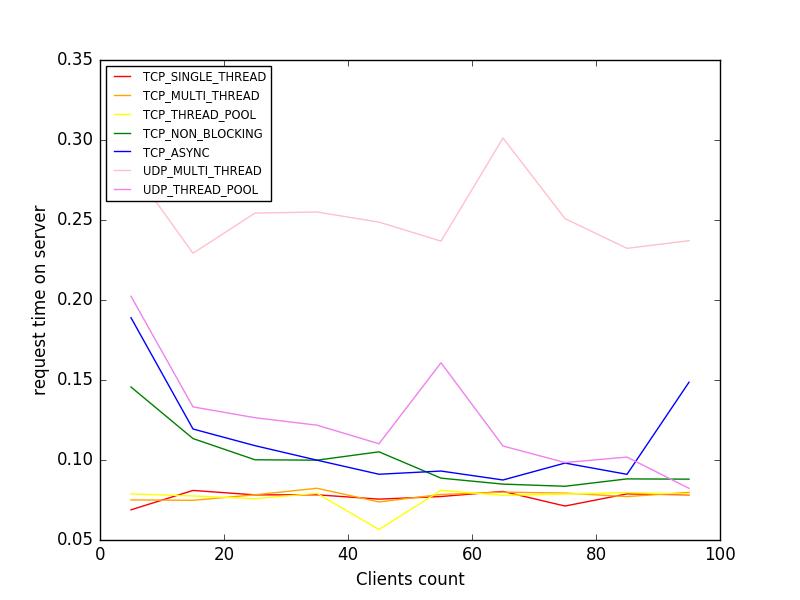 0.35
0.30
0.25
0.20
0.15
0.10
0.05
request time on server
TCP_SINGLE_THREAD
TCP_MULTI_THREAD
TCP_THREAD_POOL
TCP_NON_BLOCKING
TCP_ASYNC
UDP_MULTI_THREAD
UDP_THREAD_POOL
0 20 40 60 80 100
Clients count